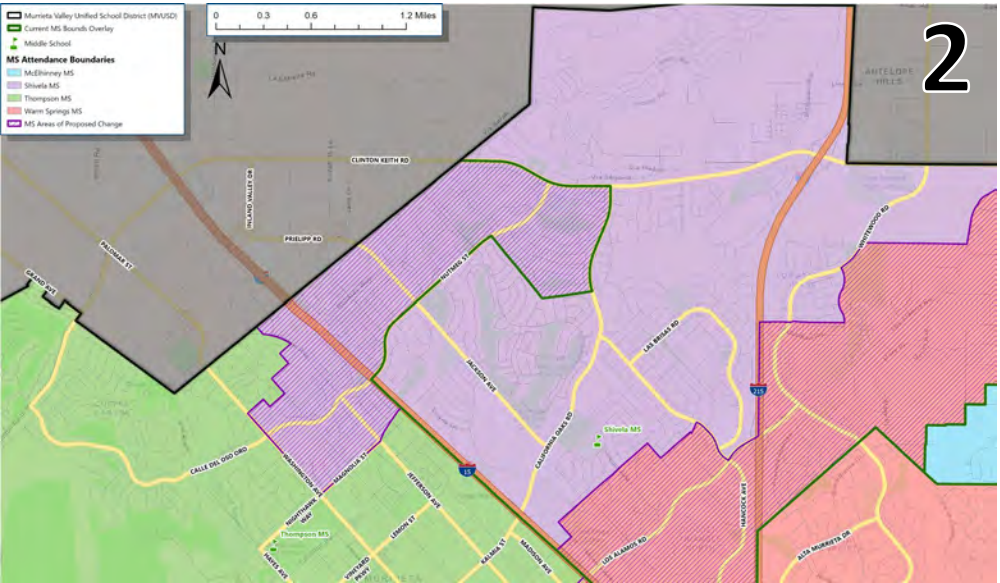 Murrieta Valley Unified School District (MVUSD)
Current MS Bounds Overlay
Middle School
MS Attendance Boundaries
McElhinney MS
Shivela MS
Thompson MS
Warm Springs MS
MS Areas of Proposed Change
0 0.3 0.6 1.2 Miles
N
2
ANTELOPE
HILLS
CLINTON KEITH RD
INLAND VALLEY DR
PRIELIPP RD
PALOMAR ST
GRAND AVE
NUTMEG ST
WHITEWOOD RD
LAS BRISAS RD
JACKSON AVE
CALIFORNIA OAKS RD
215
Shivela MS
CALLE DEL OSO ORO
WASHINGTON AVE
MAGNOLIA ST
15
JEFFERSON AVE
NIGHTHAWK
WAY
LEMON ST
HANCOCK AVE
Thompson MS
HAYES AVE
VINEYARD
PKWY
KALMIA ST
MADISON AVE
LOS ALAMOS RD
ALTA MURRIETA DR
MURRIETA